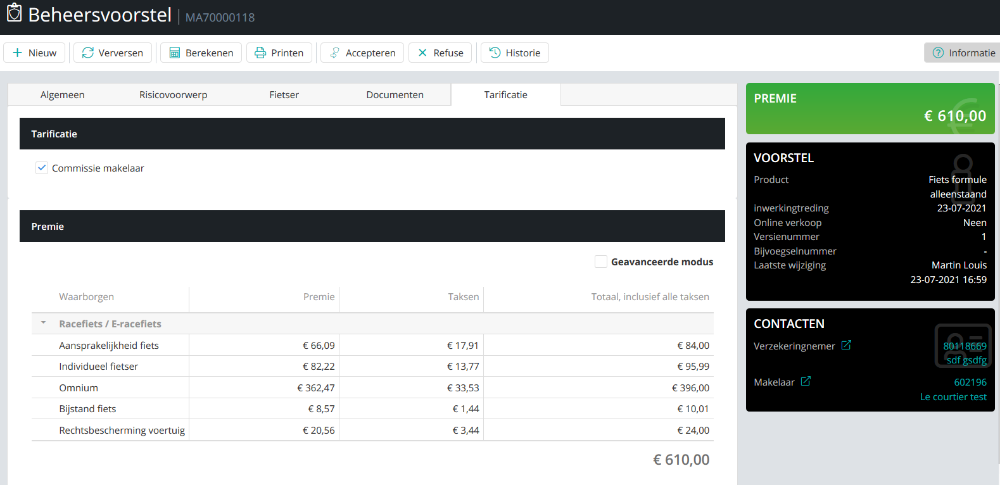 Beheersvoorstel MA70000118
Nieuw Verversen Berekenen Printen Accepteren Refuse Historie Informatie
Algemeen Risicovoorwerp Fietser Documenten Tarificatie
Tarificatie
Commissie makelaar
Premie
Geavanceerde modus
Waarborgen Premie Taksen Totaal, inclusief alle taksen
Racefiets / E-racefiets
Aansprakelijkheid fiets € 66,09 € 17,91 € 84,00
Individueel fietser € 82,22 € 13,77 € 95,99
Omnium € 362,47 € 33,53 € 396,00
Bijstand fiets € 8,57 € 1,44 € 10,01
Rechtsbescherming voertuig € 20,56 € 3,44 € 24,00
€ 610,00
PREMIE
€ 610,00
VOORSTEL
Product Fiets formule
alleenstaand
inwerkingtreding 23-07-2021
Online verkoop Neen
Versienummer 1
Bijvoegselnummer -
Laatste wijziging Martin Louis
23-07-2021 16:59
CONTACTEN
Verzekeringnemer 80118669
sdf gsdfg
Makelaar 602196
Le courtier test